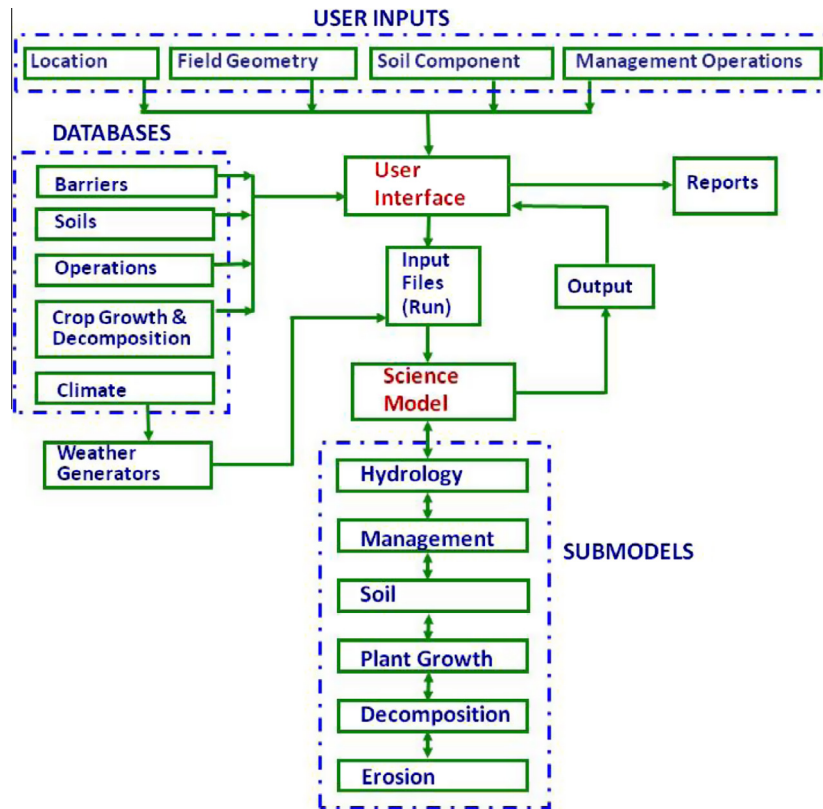 USER INPUTS
Location
Field Geometry
Soil Component
Management Operations
DATABASES
Barriers
Soils
Operations
Crop Growth &
Decomposition
Climate
Weather
Generators
User
Interface
Reports
Input
Files
(Run)
Output
Science
Model
Hydrology
Management
Soil
Plant Growth
Decomposition
Erosion
SUBMODELS